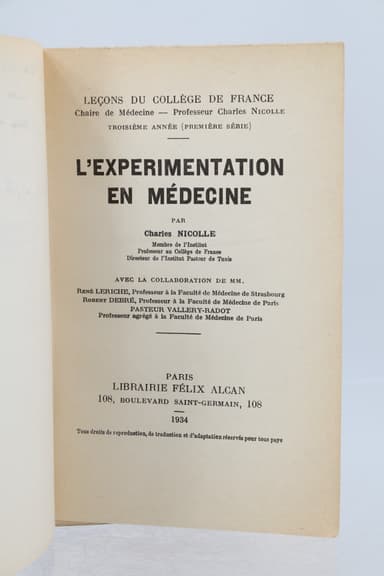 LEÇONS DU COLLÈGE DE FRANCE
Chaire de Médecine — Professeur Charles NICOLLE
TROISIÈME ANNÉE (PREMIÈRE SÉRIE)
L'EXPERIMENTATION
EN MÉDECINE
PAR
Charles NICOLLE
Membre de l'Institut
Professeur au Collège de France
Directeur de l'Institut Pasteur de Tunis
AVEC LA COLLABORATION DE MM.
RENÉ LERICHE, Professeur à la Faculté de Médecine de Strasbourg
ROBERT DEBRÉ, Professeur à la Faculté de Médecine de Paris
PASTEUR VALLERY-RADOT
Professeur agrégé à la Faculté de Médecine de Paris
PARIS
LIBRAIRIE FÉLIX ALCAN
108, BOULEVARD SAINT-GERMAIN, 108
1934
Tous droits de reproduction, de traduction et d'adaptation réservés pour tous pays